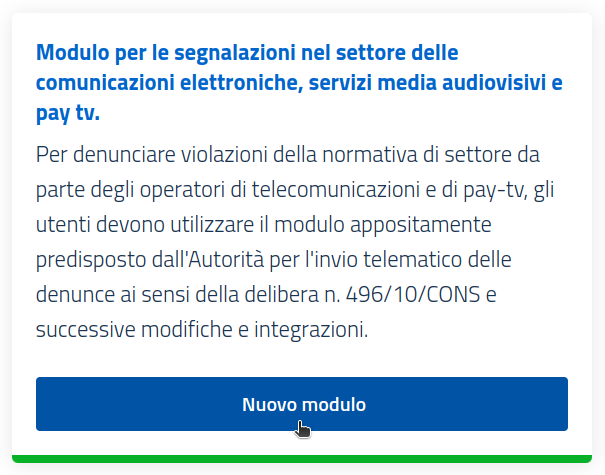 Modulo per le segnalazioni nel settore delle
comunicazioni elettroniche, servizi media audiovisivi e
pay tv.
Per denunciare violazioni della normativa di settore da
parte degli operatori di telecomunicazioni e di pay-tv, gli
utenti devono utilizzare il modulo appositamente
predisposto dall'Autorità per l'invio telematico delle
denunce ai sensi della delibera n. 496/10/CONS e
successive modifiche e integrazioni.
Nuovo modulo